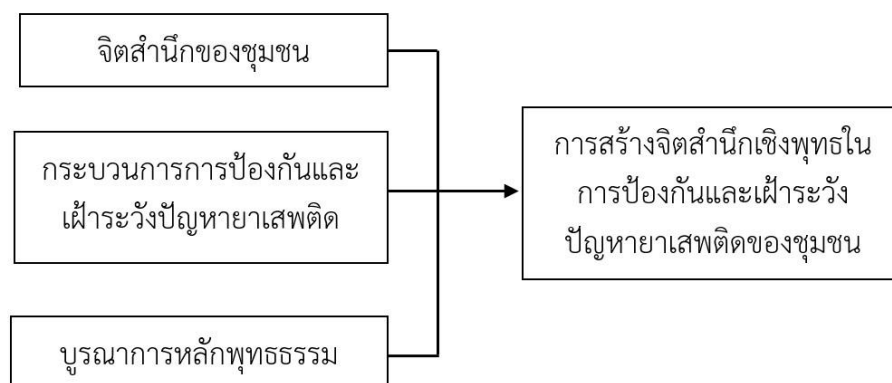 จิตสำนึกของชุมชน
กระบวนการการป้องกันและ
เฝ้าระวังปัญหายาเสพติด
บูรณาการหลักพุทธธรรม
การสร้างจิตสำนึกเชิงพุทธใน
การป้องกันและเฝ้าระวัง
ปัญหายาเสพติดของชุมชน